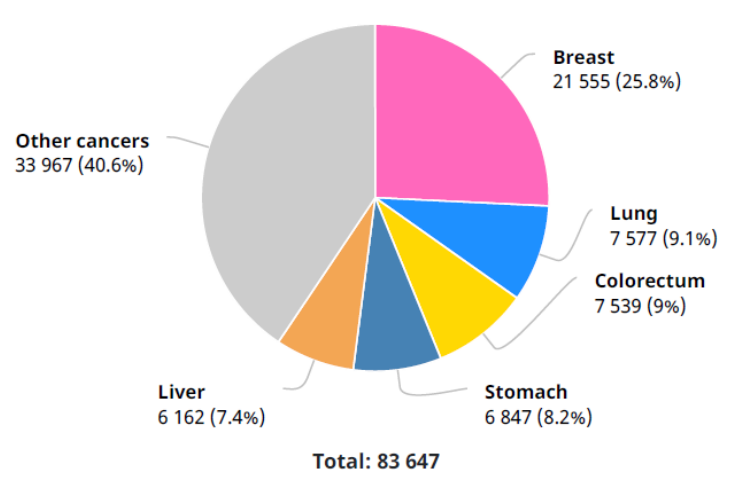 Breast
21 555 (25.8%)
Other cancers
33 967 (40.6%)
Lung
7 577 (9.1%)
Colorectum
7 539 (9%)
Liver
6 162 (7.4%)
Stomach
6 847 (8.2%)
Total: 83 647